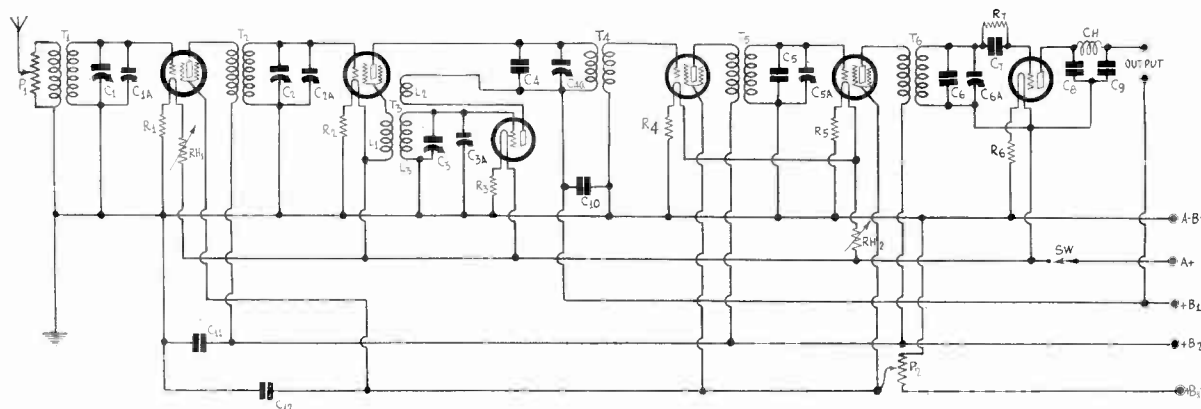 P1
T1
C1
C1A
R1
RH1
T2
C2
C2A
R2
L1
L2
T3
L3
C3
C3A
R3
C4
T4
C10
R4
T5
C5
C5A
R5
RH2
T6
C6
C6A
R7
C7
R6
CH
C8
C9
OUTPUT
A-B-
SW
A+
+B1
C11
+B2
P2
C12